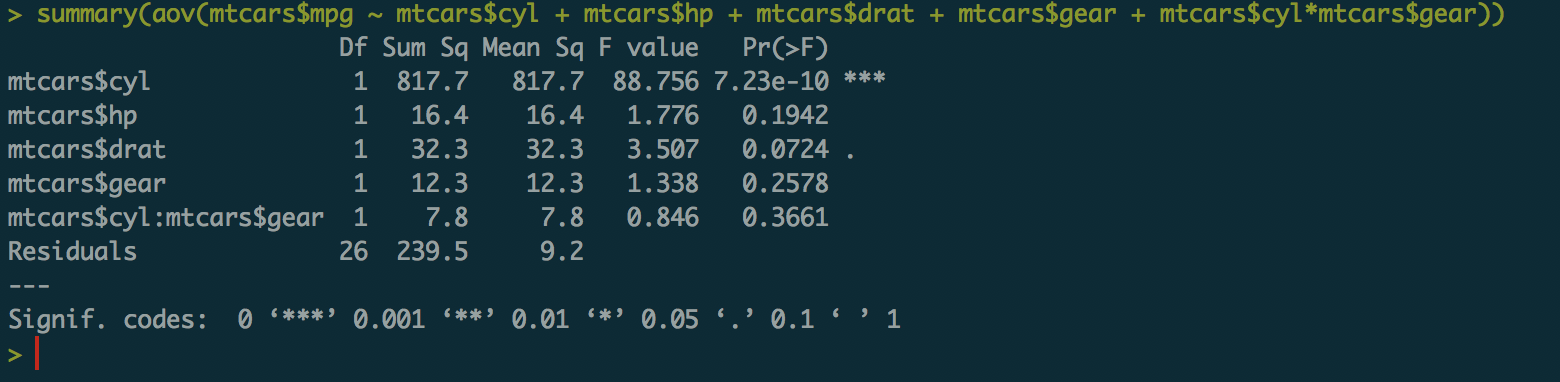 > summary(aov(mtcars$mpg ~ mtcars$cyl + mtcars$hp + mtcars$drat + mtcars$gear + mtcars$cyl*mtcars$gear))
Df Sum Sq Mean Sq F value Pr(>F)
mtcars$cyl 1 817.7 817.7 88.756 7.23e-10 ***
mtcars$hp 1 16.4 16.4 1.776 0.1942
mtcars$drat 1 32.3 32.3 3.507 0.0724 .
mtcars$gear 1 12.3 12.3 1.338 0.2578
mtcars$cyl:mtcars$gear 1 7.8 7.8 0.846 0.3661
Residuals 26 239.5 9.2
---
Signif. codes: 0 ‘***’ 0.001 ‘**’ 0.01 ‘*’ 0.05 ‘.’ 0.1 ‘ ’ 1
>